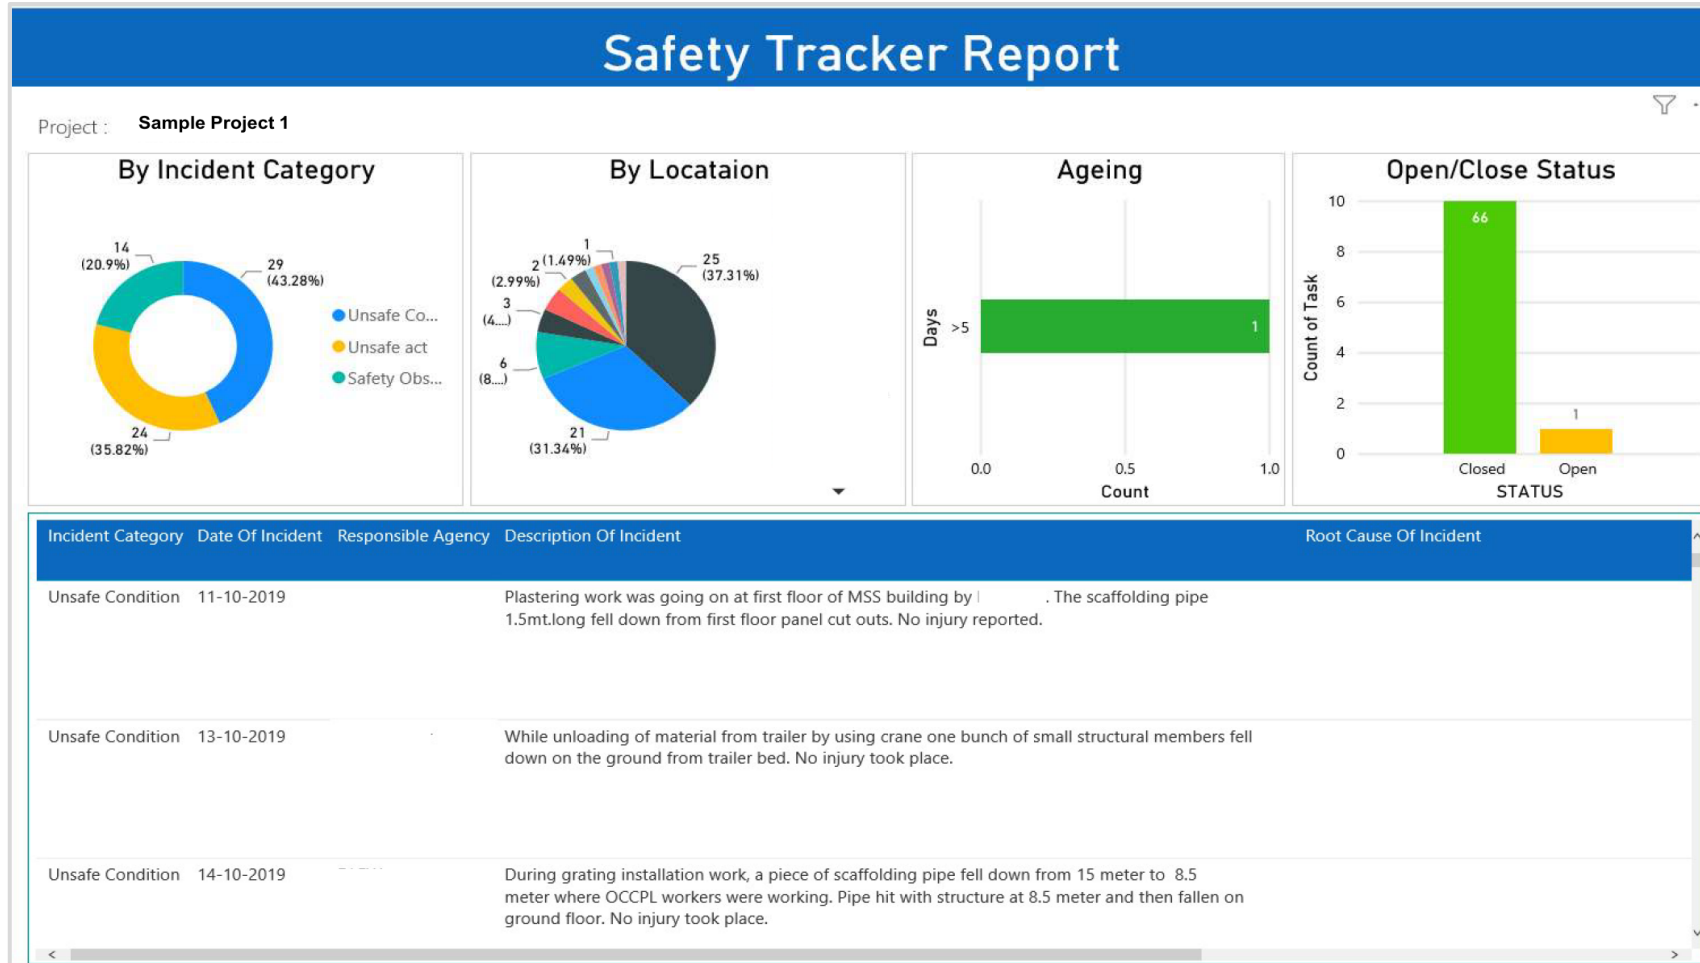 Safety Tracker Report
Project : Sample Project 1
By Incident Category
14
(20.9%)
29
(43.28%)
24
(35.82%)
Unsafe Co...
Unsafe act
Safety Obs...
By Locataion
1
(1.49%)
2
(2.99%)
3
(4....)
6
(8....)
21
(31.34%)
25
(37.31%)
Ageing
Days
>5
1
0.0 0.5 1.0
Count
Open/Close Status
Count of Task
10
8
6
4
2
0
66
1
Closed Open
STATUS
Incident Category Date Of Incident Responsible Agency Description Of Incident Root Cause Of Incident
Unsafe Condition 11-10-2019 Plastering work was going on at first floor of MSS building by . The scaffolding pipe
1.5mt.long fell down from first floor panel cut outs. No injury reported.
Unsafe Condition 13-10-2019 While unloading of material from trailer by using crane one bunch of small structural members fell
down on the ground from trailer bed. No injury took place.
Unsafe Condition 14-10-2019 During grating installation work, a piece of scaffolding pipe fell down from 15 meter to 8.5
meter where OCCPL workers were working. Pipe hit with structure at 8.5 meter and then fallen on
ground floor. No injury took place.